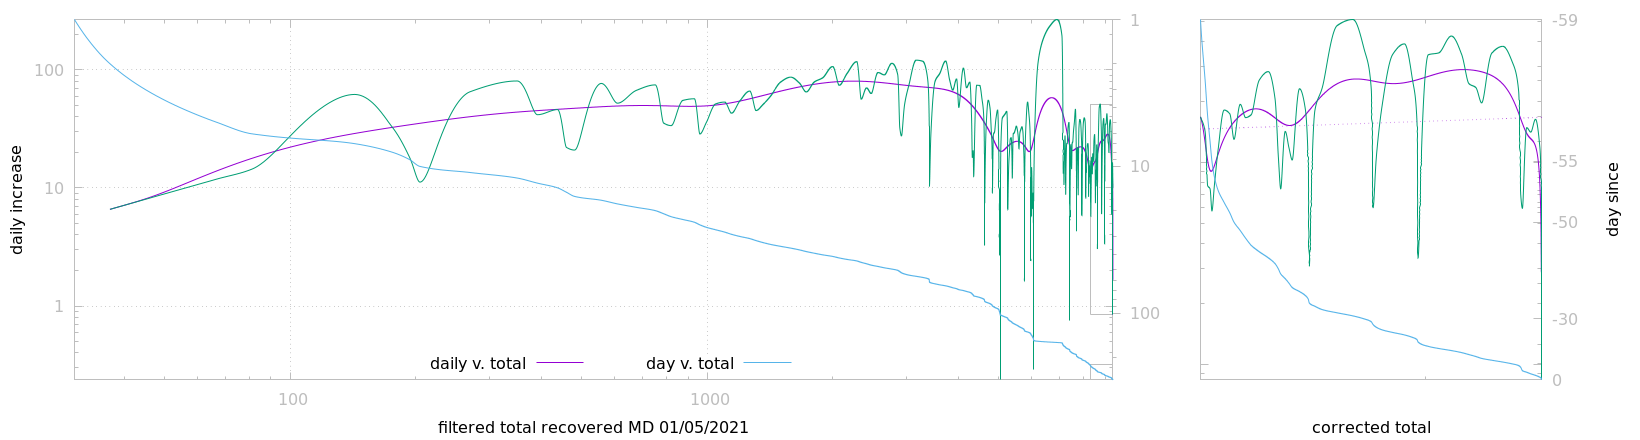 daily increase
100
10
1
100
1000
1
10
100
daily v. total
day v. total
filtered total recovered MD 01/05/2021
-59
-55
-50
-30
0
day since
corrected total